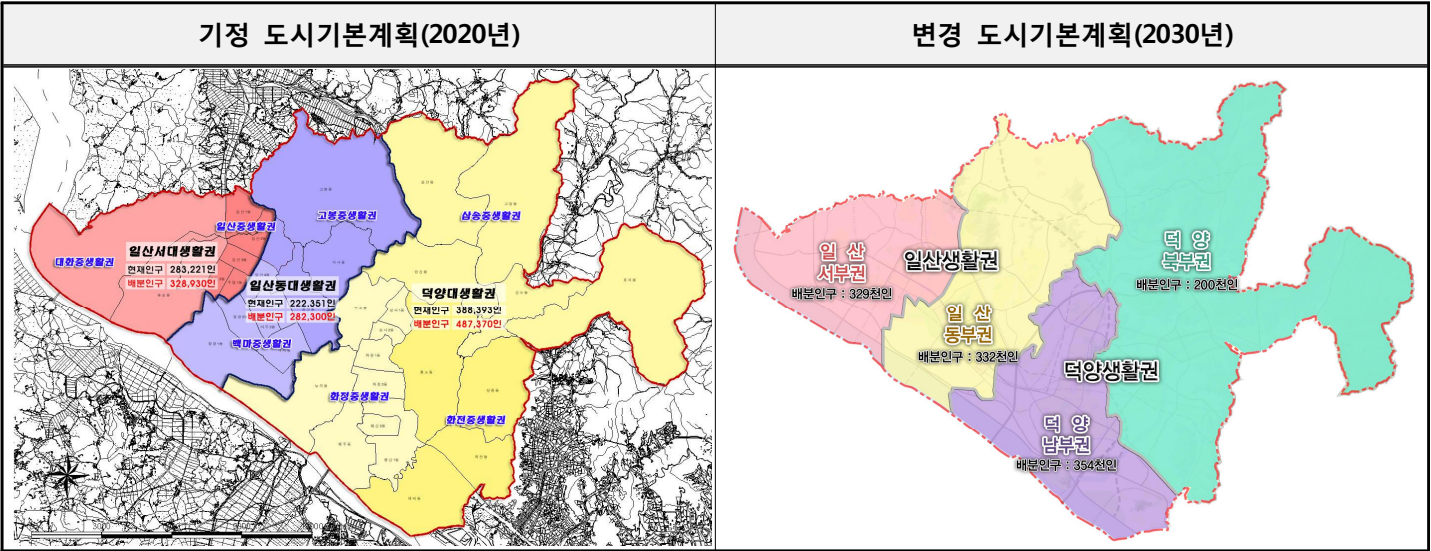 기정 도시기본계획(2020년)
변경 도시기본계획(2030년)
고봉중생활권
삼송중생활권
일산중생활권
대화중생활권
일산서대생활권
현재인구 283,221인
배분인구 328,930인
일산동대생활권
현재인구 222,351인
배분인구 282,300인
덕양대생활권
현재인구 388,393인
배분인구 487,370인
백마중생활권
화정중생활권
화전중생활권
일산
서부권
배분인구 : 329천인
일산생활권
일산
동부권
배분인구 : 332천인
덕양
북부권
배분인구 : 200천인
덕양생활권
덕양
남부권
배분인구 : 354천인